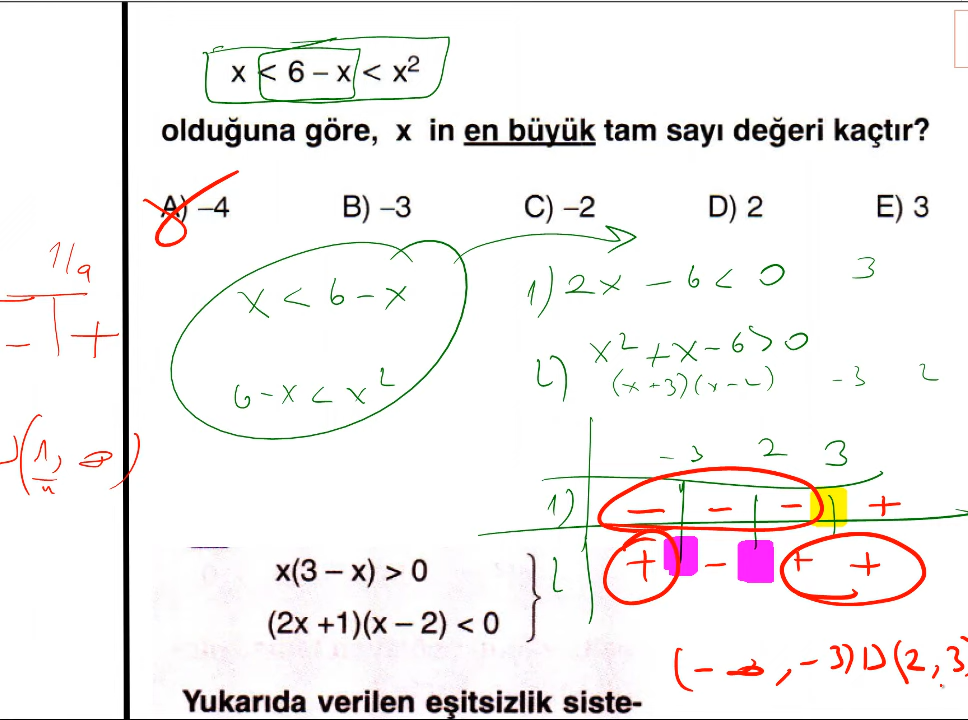 x < 6 – x < x²
olduğuna göre, x in en büyük tam sayı değeri kaçtır?
A) –4 B) –3 C) –2 D) 2 E) 3
x < 6 – x
6 – x < x²
1) 2x – 6 < 0 3
2) x² + x – 6 > 0
(x + 3)(x – 2) –3 2
–3 2 3
1) – – – +
2 + – + +
(–∞, –3) ∪ (2, 3)
– +
x(3 – x) > 0
(2x +1)(x – 2) < 0
Yukarıda verilen eşitsizlik siste-